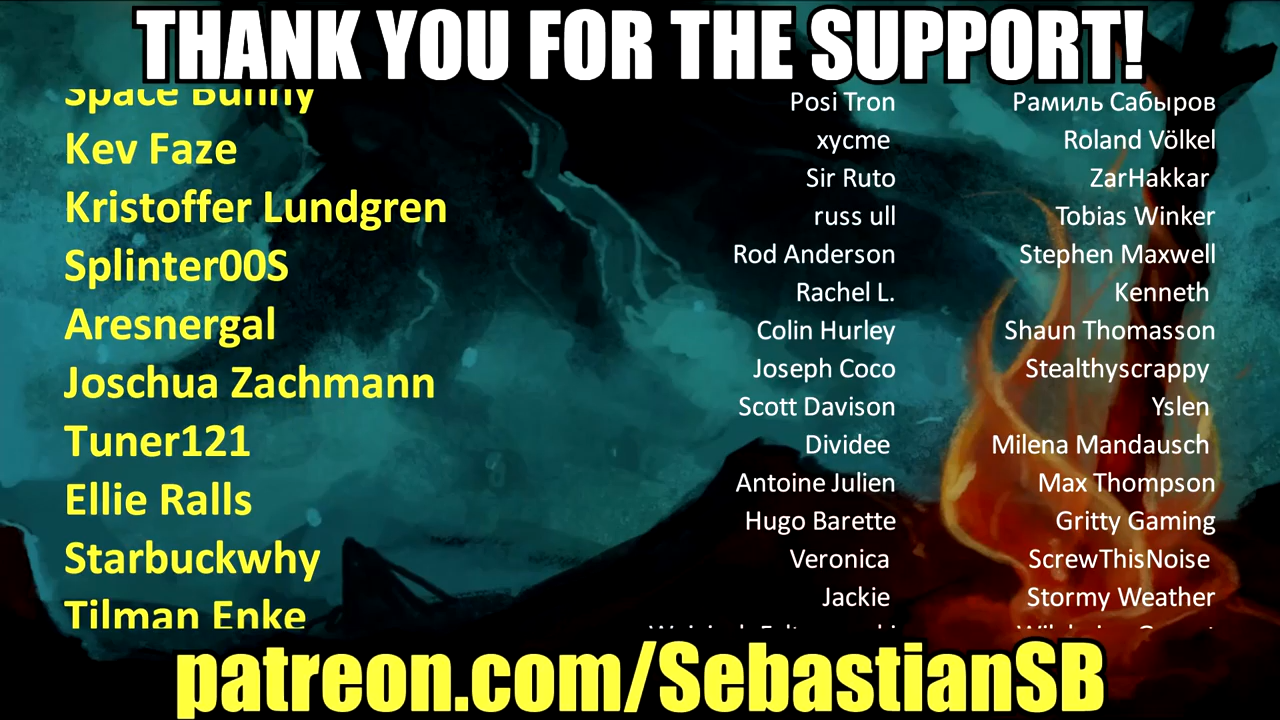 THANK YOU FOR THE SUPPORT!
Space Bunny
Kev Faze
Kristoffer Lundgren
Splinter00S
Aresnergal
Joschua Zachmann
Tuner121
Ellie Ralls
Starbuckwhy
Tilman Enke
Posi Tron
xycme
Sir Ruto
russ ull
Rod Anderson
Rachel L.
Colin Hurley
Joseph Coco
Scott Davison
Dividee
Antoine Julien
Hugo Barette
Veronica
Jackie
Рамиль Сабыров
Roland Völkel
ZarHakkar
Tobias Winker
Stephen Maxwell
Kenneth
Shaun Thomasson
Stealthyscrappy
Yslen
Milena Mandausch
Max Thompson
Gritty Gaming
ScrewThisNoise
Stormy Weather
patreon.com/SebastianSB